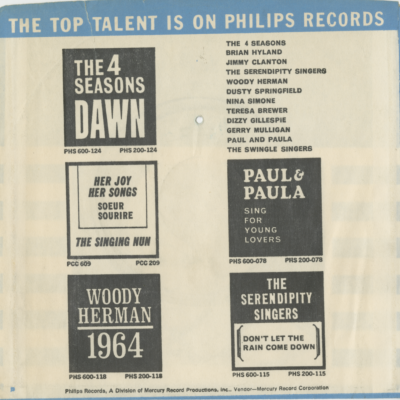 THE TOP TALENT IS ON PHILIPS RECORDS
THE 4
SEASONS
DAWN
PHS 600-124 PHS 200-124
THE 4 SEASONS
BRIAN HYLAND
JIMMY CLANTON
THE SERENDIPITY SINGERS
WOODY HERMAN
DUSTY SPRINGFIELD
NINA SIMONE
TERESA BREWER
DIZZY GILLESPIE
GERRY MULLIGAN
PAUL AND PAULA
THE SWINGLE SINGERS
HER JOY
HER SONGS
SOEUR
SOURIRE
THE SINGING NUN
PCC 609 PCC 209
PAUL &
PAULA
SING
FOR
YOUNG
LOVERS
PHS 600-078 PHS 200-078
WOODY
HERMAN
1964
PHS 600-118 PHS 200-118
THE
SERENDIPITY
SINGERS
DON'T LET THE
RAIN COME DOWN
PHS 600-115 PHS 200-115
Philips Records, A Division of Mercury Record Productions, Inc., Vendor—Mercury Record Corporation